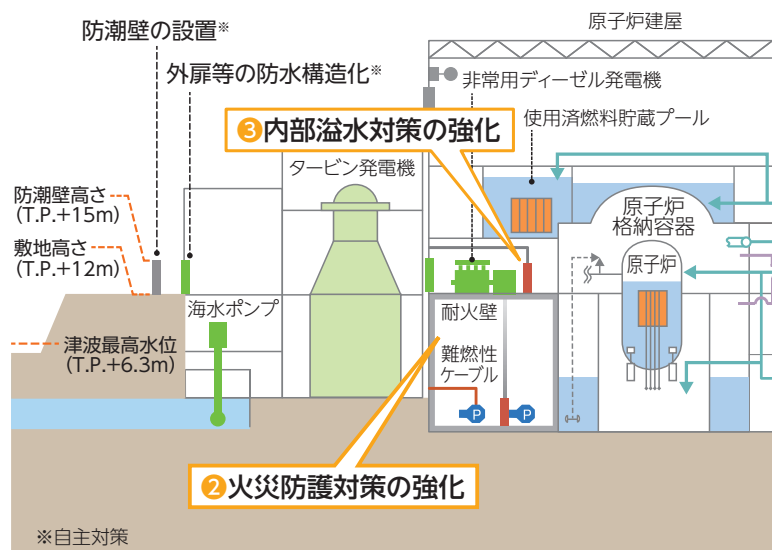 原子炉建屋
防潮壁の設置※
外扉等の防水構造化※
非常用ディーゼル発電機
❸内部溢水対策の強化
使用済燃料貯蔵プール
タービン発電機
防潮壁高さ
(T.P.+15m)
敷地高さ
(T.P.+12m)
原子炉
格納容器
原子炉
海水ポンプ
耐火壁
津波最高水位
(T.P.+6.3m)
難燃性
ケーブル
P
P
❷火災防護対策の強化
※自主対策